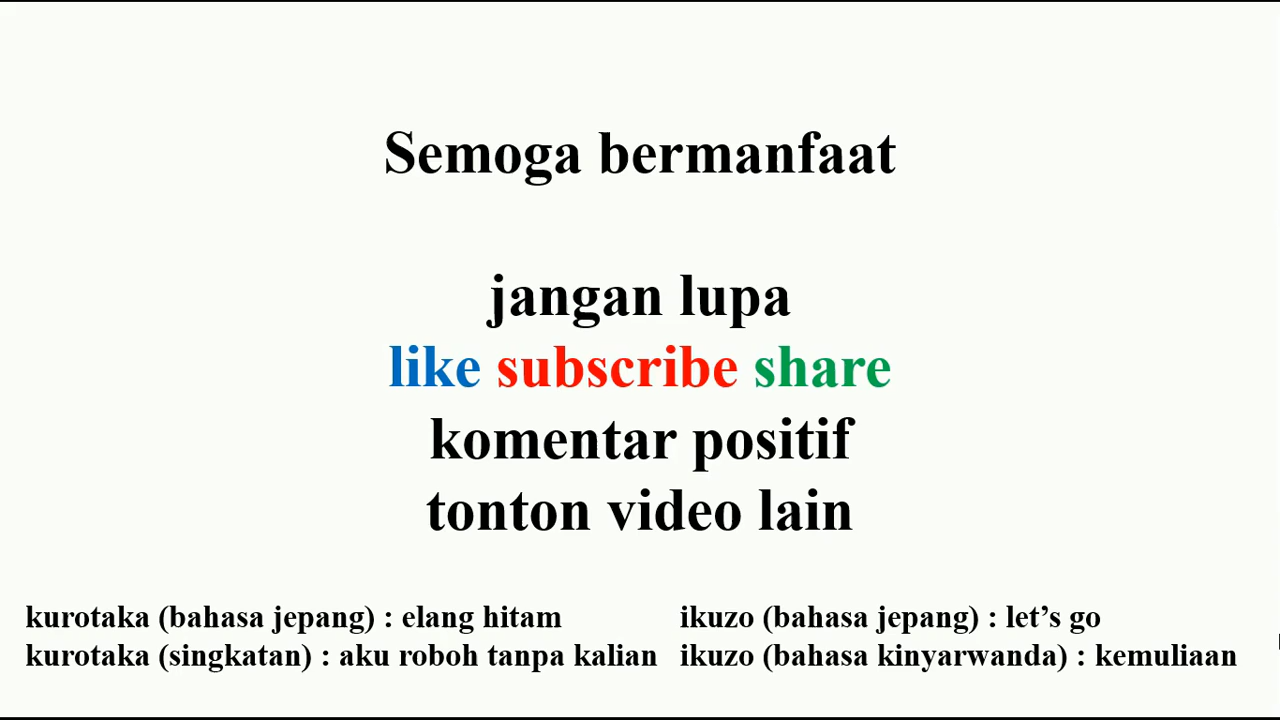 Semoga bermanfaat
jangan lupa
like subscribe share
komentar positif
tonton video lain
kurotaka (bahasa jepang) : elang hitam
kurotaka (singkatan) : aku roboh tanpa kalian
ikuzo (bahasa jepang) : let’s go
ikuzo (bahasa kinyarwanda) : kemuliaan